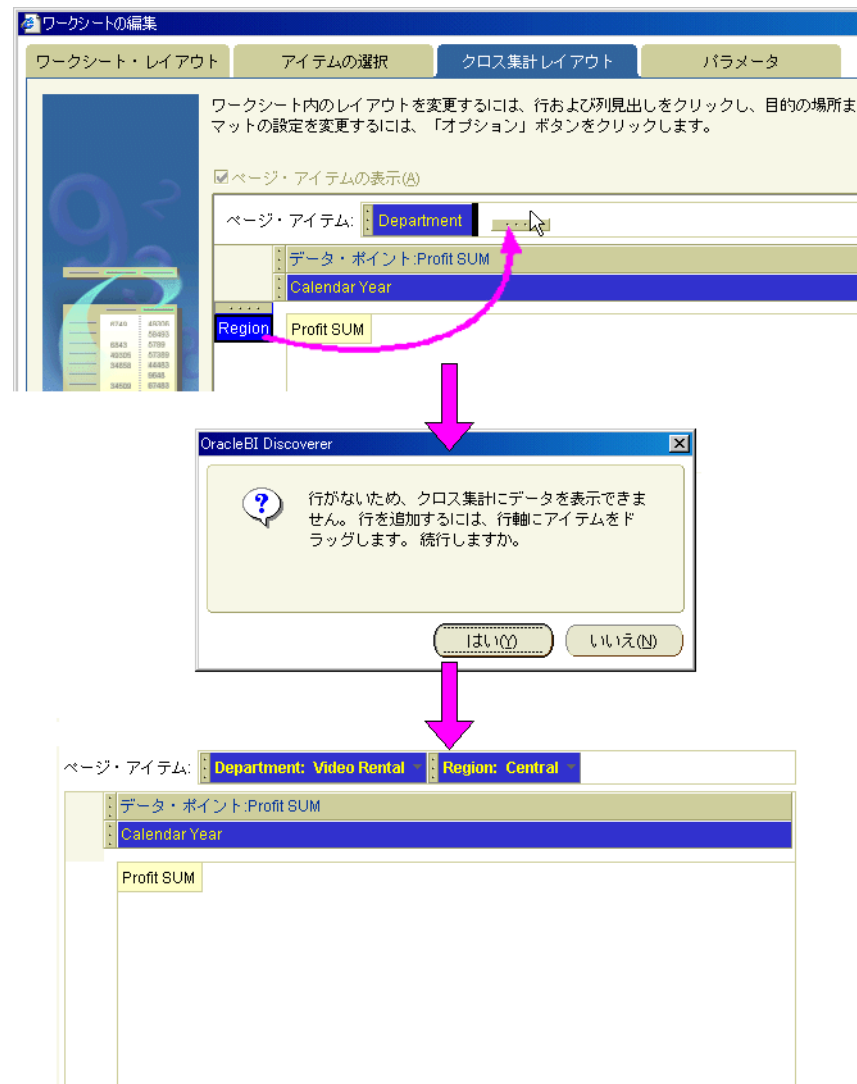 ワークシートの編集
ワークシート・レイアウト
アイテムの選択
クロス集計レイアウト
パラメータ
ワークシート内のレイアウトを変更するには、行および列見出しをクリックし、目的の場所ま
マットの設定を変更するには、「オプション」ボタンをクリックします。
ページ・アイテムの表示(A)
ページ・アイテム: Department
データ・ポイント:Profit SUM
Calendar Year
Region
Profit SUM
OracleBI Discoverer
行がないため、クロス集計にデータを表示できま
せん。 行を追加するには、行軸にアイテムをド
ラッグします。 続行しますか。
はい(Y)
いいえ(N)
ページ・アイテム: Department: Video Rental Region: Central
データ・ポイント:Profit SUM
Calendar Year
Profit SUM